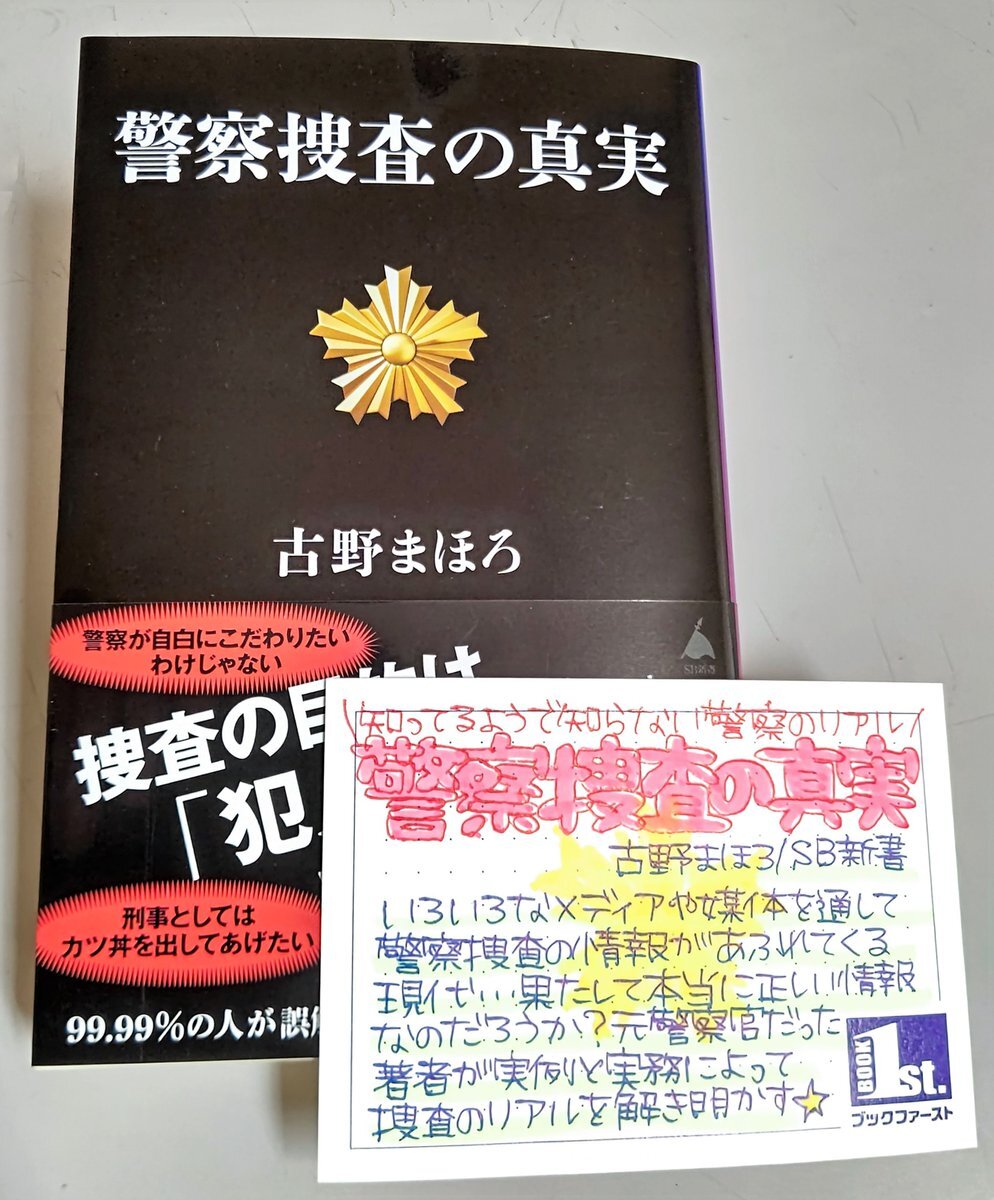 警察捜査の真実
古野まほろ
警察が自白にこだわりたい
わけじゃない
SB新書
捜査の目的は
「犯
刑事としては
カツ丼を出してあげたい
99.99%の人が誤解
\知ってるようで知らない警察のリアル/
警察捜査の真実
古野まほろ/SB新書
いろいろなメディアや媒体を通して
警察捜査の情報があふれてくる
現代…果たして本当に正しい情報
なのだろうか?元警察官だった
著者が実例と実務によって
捜査のリアルを解き明かす☆
BOOK
1st.
ブックファースト